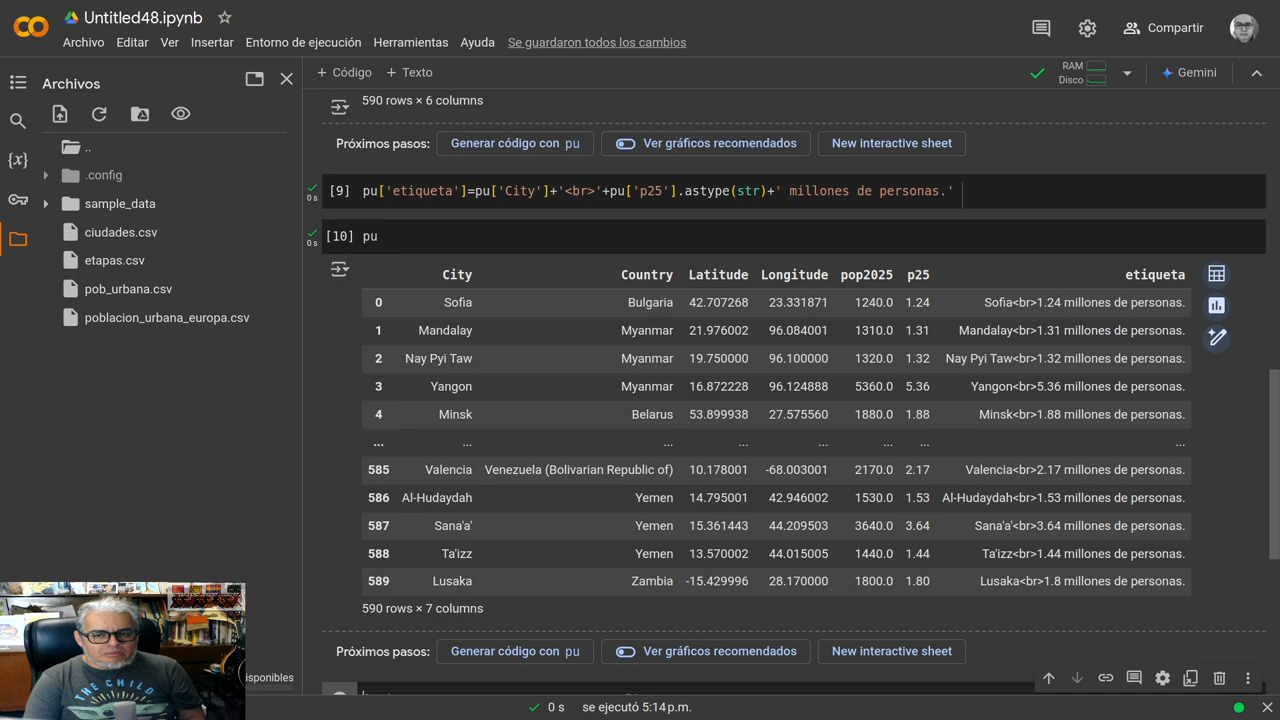 Untitled48.ipynb
Archivo Editar Ver Insertar Entorno de ejecución Herramientas Ayuda Se guardaron todos los cambios
Compartir
Archivos
+ Código + Texto
RAM
Disco
Gemini
..
.config
sample_data
ciudades.csv
etapas.csv
pob_urbana.csv
poblacion_urbana_europa.csv
590 rows × 6 columns
Próximos pasos: Generar código con pu Ver gráficos recomendados New interactive sheet
0 s
[9] pu['etiqueta']=pu['City']+'<br>'+pu['p25'].astype(str)+' millones de personas.'
0 s
[10] pu
City Country Latitude Longitude pop2025 p25 etiqueta
0 Sofia Bulgaria 42.707268 23.331871 1240.0 1.24 Sofia<br>1.24 millones de personas.
1 Mandalay Myanmar 21.976002 96.084001 1310.0 1.31 Mandalay<br>1.31 millones de personas.
2 Nay Pyi Taw Myanmar 19.750000 96.100000 1320.0 1.32 Nay Pyi Taw<br>1.32 millones de personas.
3 Yangon Myanmar 16.872228 96.124888 5360.0 5.36 Yangon<br>5.36 millones de personas.
4 Minsk Belarus 53.899938 27.575560 1880.0 1.88 Minsk<br>1.88 millones de personas.
... ... ... ... ... ... ... ...
585 Valencia Venezuela (Bolivarian Republic of) 10.178001 -68.003001 2170.0 2.17 Valencia<br>2.17 millones de personas.
586 Al-Hudaydah Yemen 14.795001 42.946002 1530.0 1.53 Al-Hudaydah<br>1.53 millones de personas.
587 Sana'a' Yemen 15.361443 44.209503 3640.0 3.64 Sana'a'<br>3.64 millones de personas.
588 Ta'izz Yemen 13.570002 44.015005 1440.0 1.44 Ta'izz<br>1.44 millones de personas.
589 Lusaka Zambia -15.429996 28.170000 1800.0 1.80 Lusaka<br>1.8 millones de personas.
590 rows × 7 columns
Próximos pasos: Generar código con pu Ver gráficos recomendados New interactive sheet
isponibles
THE CHILD
0 s se ejecutó 5:14 p.m.